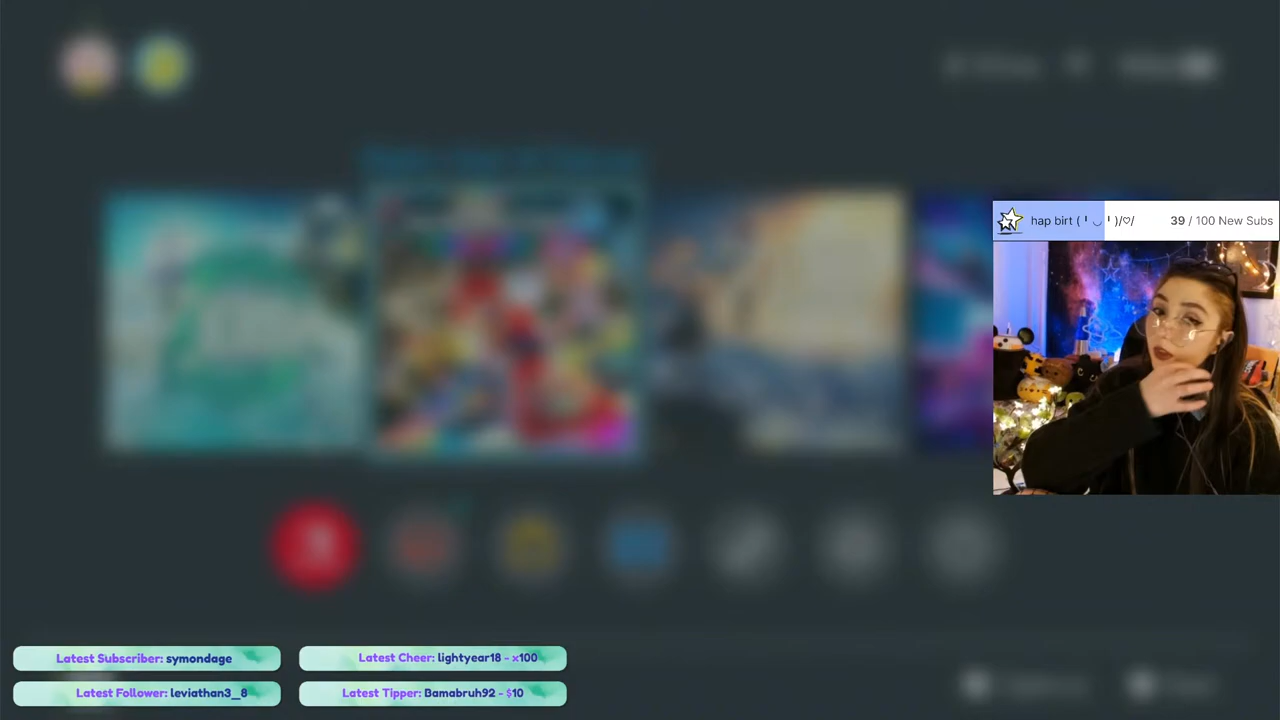 hap birt ( ╹ ◡ ╹ )/♡/ 39 / 100 New Subs
Latest Subscriber: symondage
Latest Cheer: lightyear18 - x100
Latest Follower: leviathan3_8
Latest Tipper: Bamabruh92 - $10